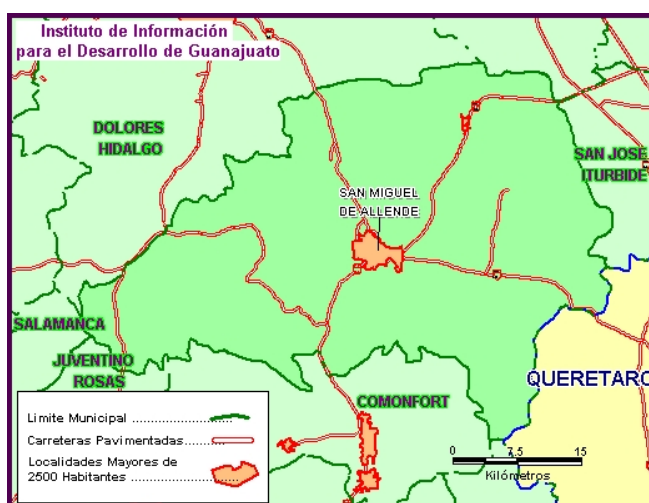 Instituto de Información
para el Desarrollo de Guanajuato
DOLORES
HIDALGO
SAN JOSE
ITURBIDE
SAN MIGUEL
DE ALLENDE
SALAMANCA
JUVENTINO
ROSAS
QUERETARO
COMONFORT
Limite Municipal
Carreteras Pavimentadas
Localidades Mayores de
2500 Habitantes
0 7.5 15
Kilómetros